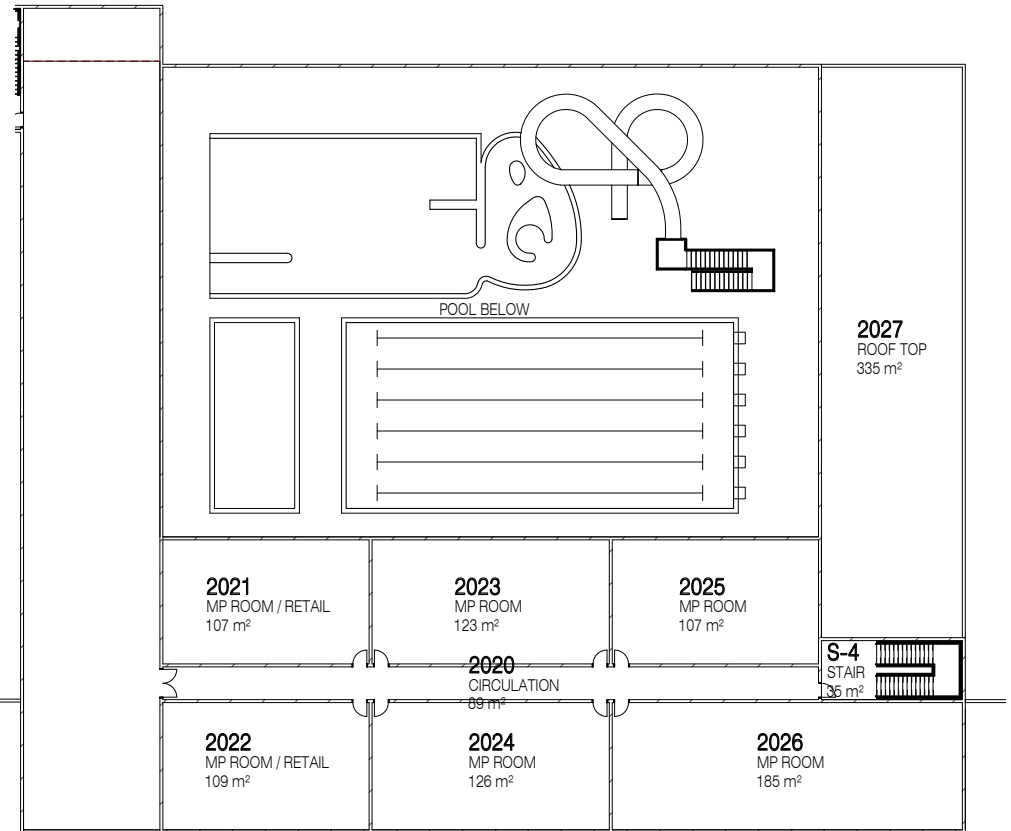 POOL BELOW
2027
ROOF TOP
335 m²
2021
MP ROOM / RETAIL
107 m²
2023
MP ROOM
123 m²
2025
MP ROOM
107 m²
2020
CIRCULATION
89 m²
S-4
STAIR
35 m²
2022
MP ROOM / RETAIL
109 m²
2024
MP ROOM
126 m²
2026
MP ROOM
185 m²